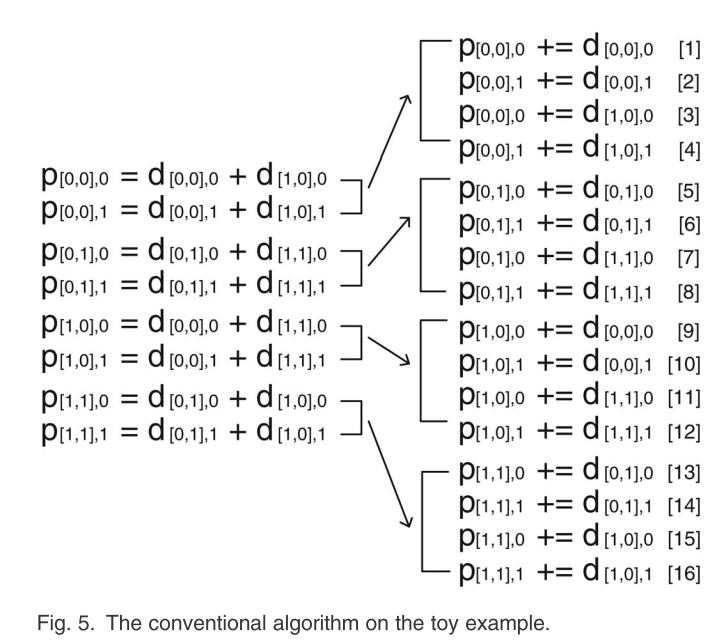 p[0,0],0 = d[0,0],0 + d[1,0],0
p[0,0],1 = d[0,0],1 + d[1,0],1
p[0,1],0 = d[0,1],0 + d[1,1],0
p[0,1],1 = d[0,1],1 + d[1,1],1
p[1,0],0 = d[0,0],0 + d[1,1],0
p[1,0],1 = d[0,0],1 + d[1,1],1
p[1,1],0 = d[0,1],0 + d[1,0],0
p[1,1],1 = d[0,1],1 + d[1,0],1
p[0,0],0 += d[0,0],0 [1]
p[0,0],1 += d[0,0],1 [2]
p[0,0],0 += d[1,0],0 [3]
p[0,0],1 += d[1,0],1 [4]
p[0,1],0 += d[0,1],0 [5]
p[0,1],1 += d[0,1],1 [6]
p[0,1],0 += d[1,1],0 [7]
p[0,1],1 += d[1,1],1 [8]
p[1,0],0 += d[0,0],0 [9]
p[1,0],1 += d[0,0],1 [10]
p[1,0],0 += d[1,1],0 [11]
p[1,0],1 += d[1,1],1 [12]
p[1,1],0 += d[0,1],0 [13]
p[1,1],1 += d[0,1],1 [14]
p[1,1],0 += d[1,0],0 [15]
p[1,1],1 += d[1,0],1 [16]
Fig. 5. The conventional algorithm on the toy example.